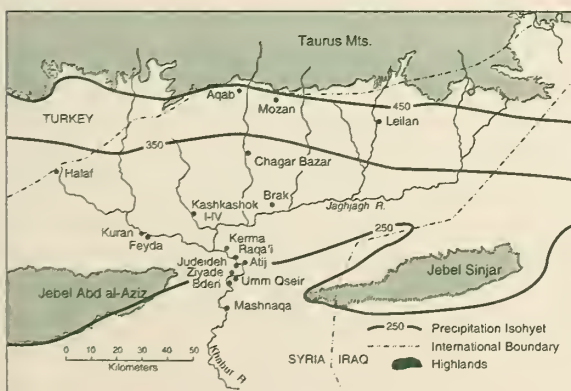 Taurus Mts.
Aqab
Mozan
450
TURKEY
Leilan
350
Chagar Bazar
Halaf
Brak
Kashkashok
I-IV
Jaghjagh R.
250
Kuran
Feyda
Kerma
Raqa'i
Judeideh
Atij
Ziyade
Bderi
Umm Qseir
Jebel Abd al-Aziz
Jebel Sinjar
Mashnaqa
250 Precipitation Isohyet
International Boundary
Highlands
0 10 20 30 40 50
Kilometers
Khabur R.
SYRIA IRAQ